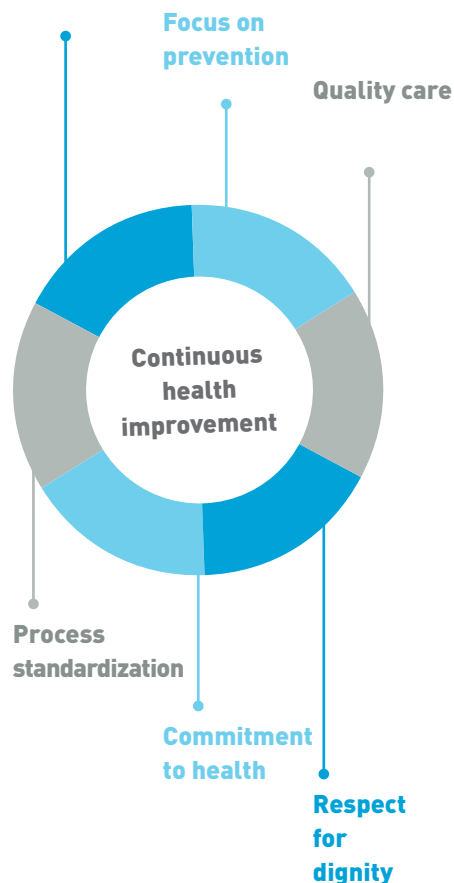 Focus on
prevention
Quality care
Continuous
health
improvement
Process
standardization
Commitment
to health
Respect
for
dignity